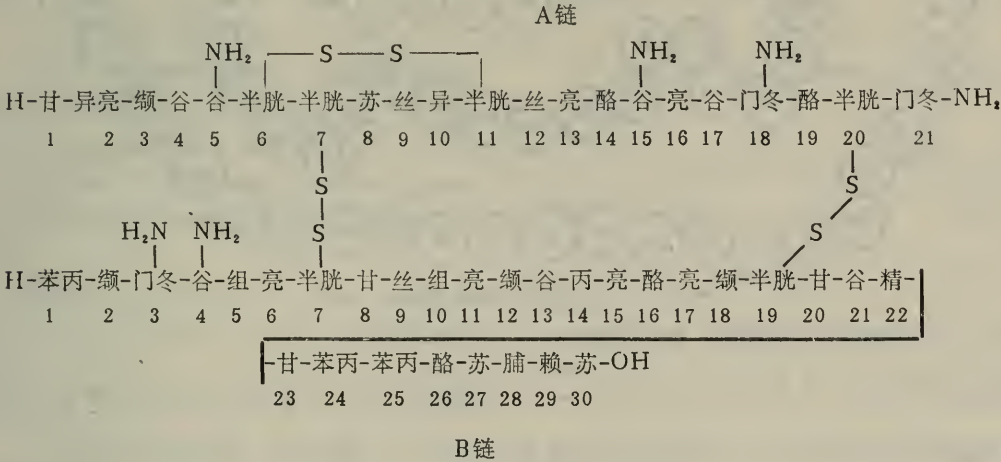 A链
NH₂ S—S NH₂ NH₂
H-甘-异亮-缬-谷-谷-半胱-半胱-苏-丝-异-半胱-丝-亮-酪-谷-亮-谷-门冬-酪-半胱-门冬-NH₂
1 2 3 4 5 6 7 8 9 10 11 12 13 14 15 16 17 18 19 20 21
S S
S S
H₂N NH₂
H-苯丙-缬-门冬-谷-组-亮-半胱-甘-丝-组-亮-缬-谷-丙-亮-酪-亮-缬-半胱-甘-谷-精-
1 2 3 4 5 6 7 8 9 10 11 12 13 14 15 16 17 18 19 20 21 22
-甘-苯丙-苯丙-酪-苏-脯-赖-苏-OH
23 24 25 26 27 28 29 30
B链